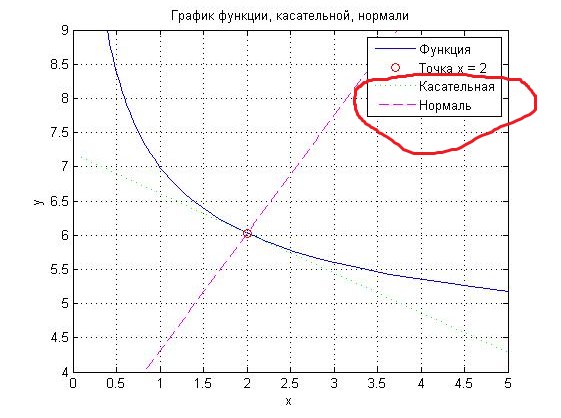 График функции, касательной, нормали
Функция
Точка x = 2
Касательная
Нормаль
y
9
8.5
8
7.5
7
6.5
6
5.5
5
4.5
4
0 0.5 1 1.5 2 2.5 3 3.5 4 4.5 5
x